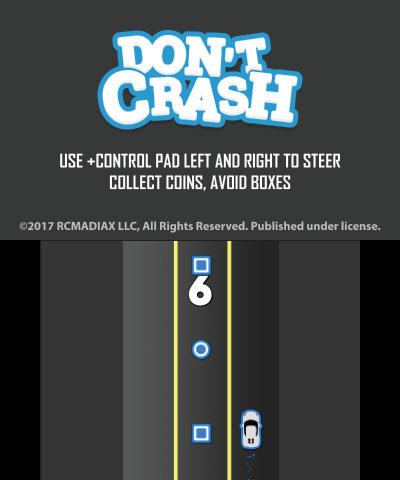 DON'T
CRASH
USE +CONTROL PAD LEFT AND RIGHT TO STEER
COLLECT COINS, AVOID BOXES
©2017 RCMADIAX LLC, All Rights Reserved. Published under license.
6